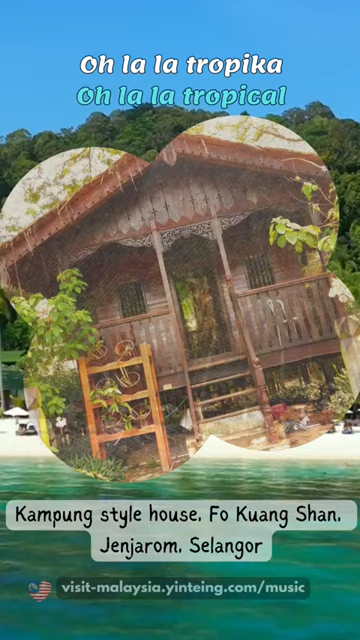 Oh la la tropika
Oh la la tropical
Kampung style house, Fo Kuang Shan,
Jenjarom, Selangor
visit-malaysia.yinteing.com/music